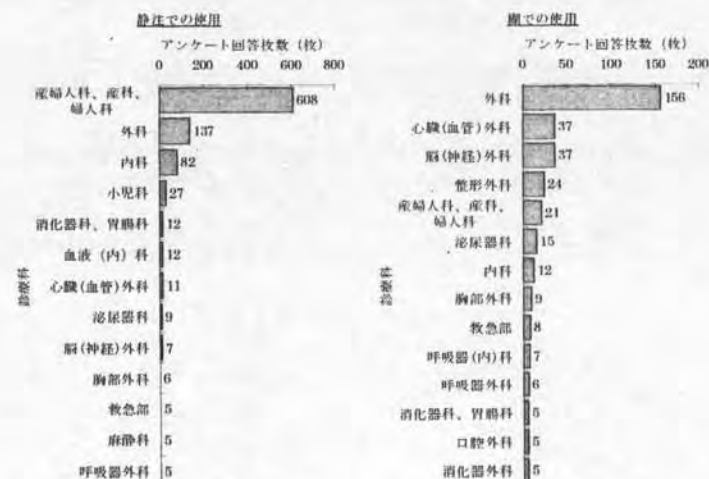 静注での使用
アンケート回答枚数(枚)
0 200 400 600 800
産婦人科、産科、
婦人科
608
外科 137
内科 82
小児科 27
消化器科、胃腸科 12
血液(内)科 12
心臓(血管)外科 11
泌尿器科 9
脳(神経)外科 7
胸部外科 6
救急部 5
麻酔科 5
呼吸器外科 5
診療科
糊での使用
アンケート回答枚数(枚)
0 50 100 150 200
外科 156
心臓(血管)外科 37
脳(神経)外科 37
整形外科 24
産婦人科、産科、
婦人科
21
泌尿器科 15
内科 12
胸部外科 9
救急部 8
呼吸器(内)科 7
呼吸器外科 6
消化器科、胃腸科 5
口腔外科 5
消化器外科 5
診療科